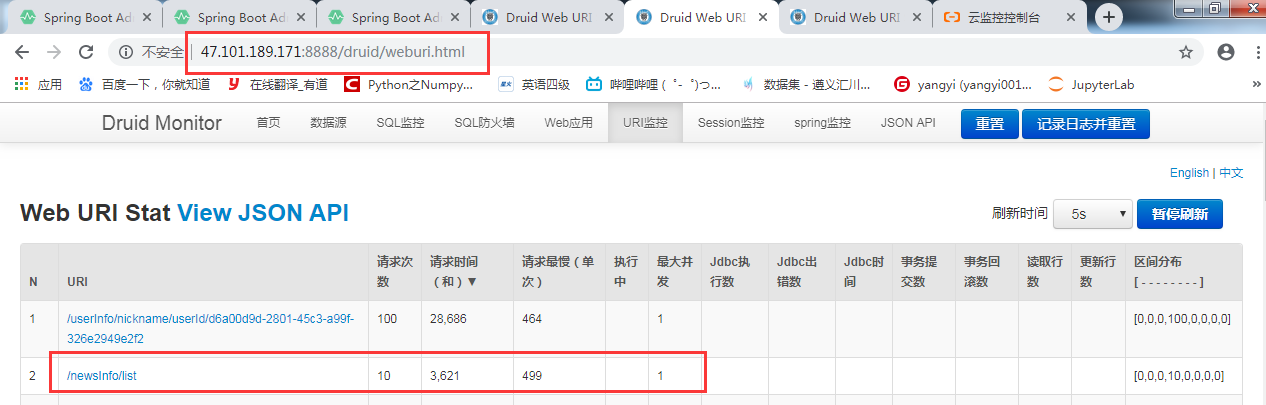 Spring Boot Ad
Spring Boot Ad
Spring Boot Ad
Druid Web URI
Druid Web URI
Druid Web URI
云监控控制台
不安全 | 47.101.189.171:8888/druid/weburi.html
应用 百度一下，你就知道 在线翻译_有道 Python之Numpy... 英语四级 哔哩哔哩 ( ゜- ゜)つ... 数据集 - 遵义汇川... yangyi (yangyi001... JupyterLab »
Druid Monitor 首页 数据源 SQL监控 SQL防火墙 Web应用 URI监控 Session监控 spring监控 JSON API 重置 记录日志并重置
English | 中文
Web URI Stat View JSON API
刷新时间 5s 暂停刷新
N URI 请求次数 请求时间（和）▼ 请求最慢（单次） 执行中 最大并发 Jdbc执行数 Jdbc出错数 Jdbc时间 事务提交数 事务回滚数 读取行数 更新行数 区间分布 [ - - - - - - - - ]
1 /userInfo/nickname/userId/d6a00d9d-2801-45c3-a99f-326e2949e2f2 100 28,686 464 1 [0,0,0,100,0,0,0,0]
2 /newsInfo/list 10 3,621 499 1 [0,0,0,10,0,0,0,0]